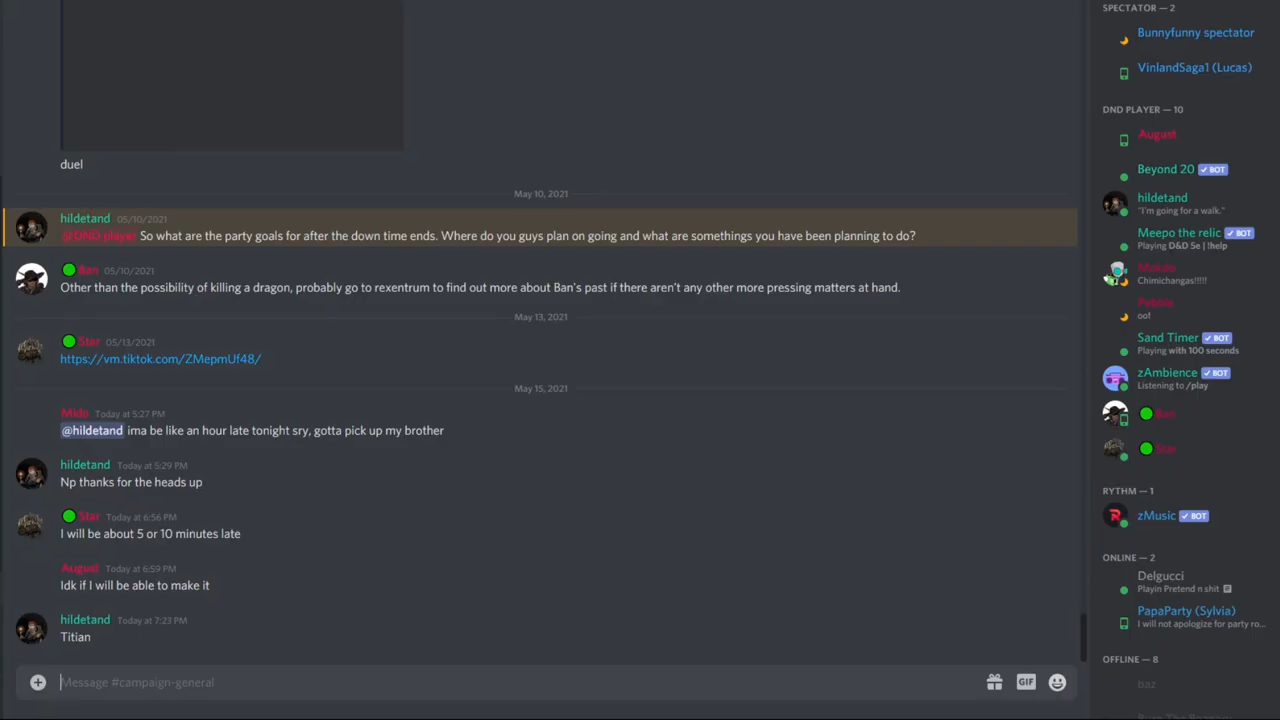 duel
May 10, 2021
hildetand 05/10/2021
@DND player So what are the party goals for after the down time ends. Where do you guys plan on going and what are somethings you have been planning to do?
Ban 05/10/2021
Other than the possibility of killing a dragon, probably go to rexentrum to find out more about Ban's past if there aren't any other more pressing matters at hand.
May 13, 2021
Star 05/13/2021
https://vm.tiktok.com/ZMepmUf48/
May 15, 2021
Mido Today at 5:27 PM
@hildetand ima be like an hour late tonight sry, gotta pick up my brother
hildetand Today at 5:29 PM
Np thanks for the heads up
Star Today at 6:56 PM
I will be about 5 or 10 minutes late
August Today at 6:59 PM
Idk if I will be able to make it
hildetand Today at 7:23 PM
Titian
Message #campaign-general
GIF
SPECTATOR — 2
Bunnyfunny spectator
VinlandSaga1 (Lucas)
DND PLAYER — 10
August
Beyond 20 BOT
hildetand
"I'm going for a walk."
Meepo the relic BOT
Playing D&D 5e | !help
Chimichangas!!!!!
Pebble
oof
Sand Timer BOT
Playing with 100 seconds
zAmbience BOT
Listening to /play
Ban
Star
RYTHM — 1
zMusic BOT
ONLINE — 2
Delgucci
Playin Pretend n shit
PapaParty (Sylvia)
I will not apologize for party ro...
OFFLINE — 8
baz